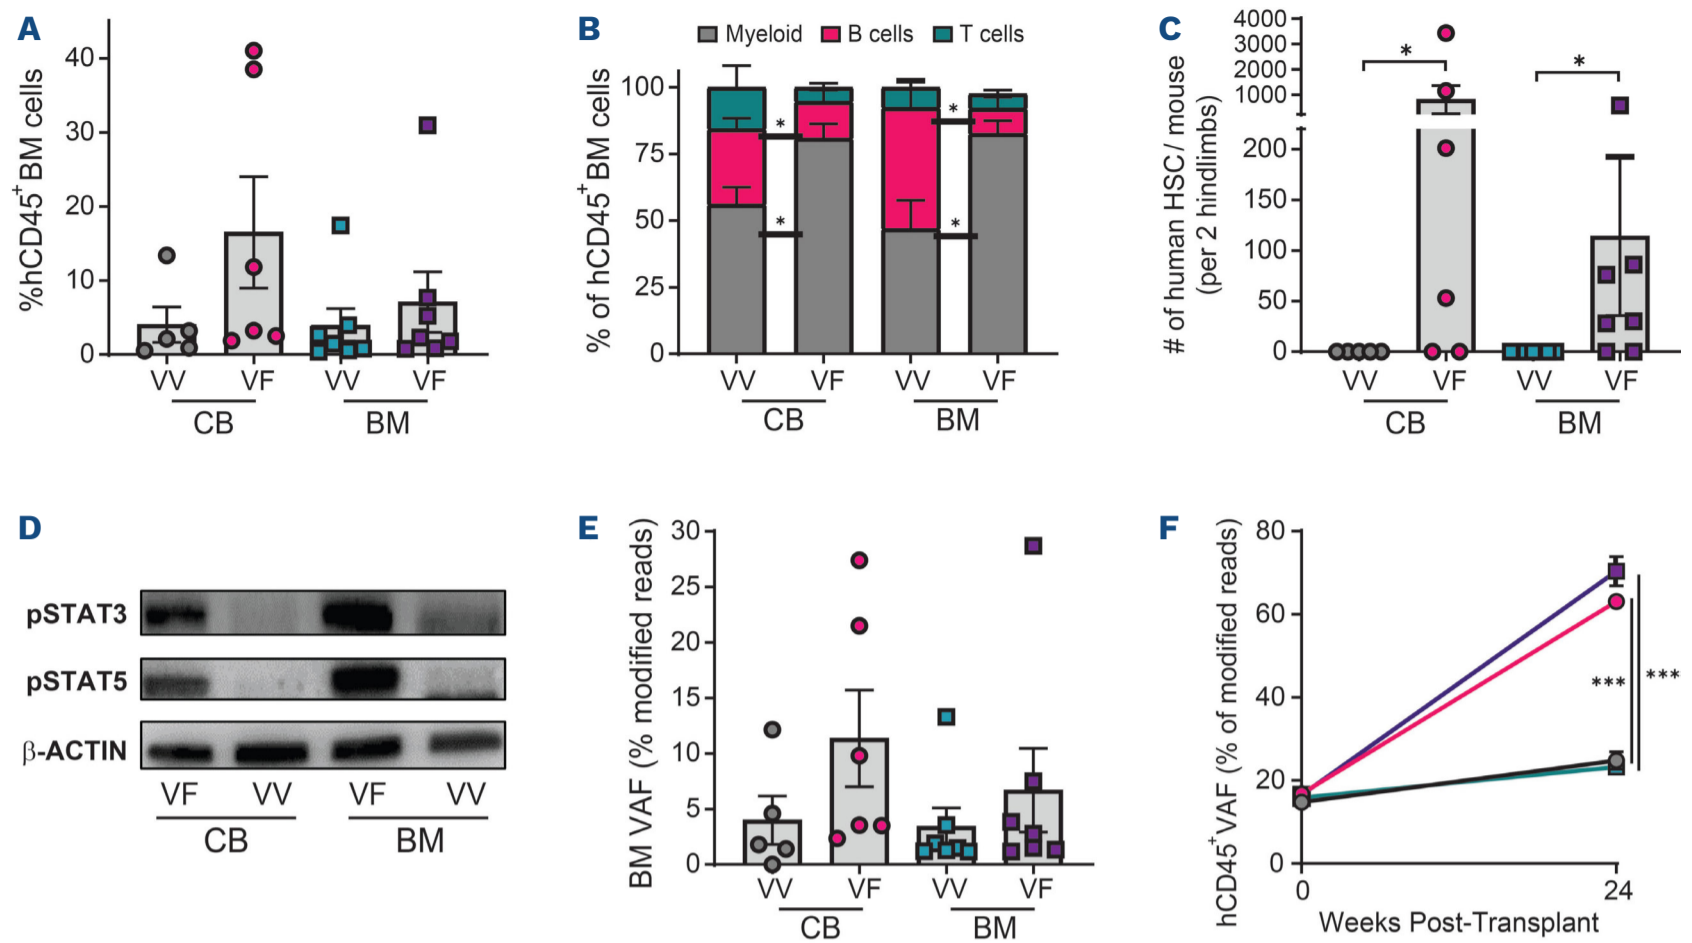 A
%hCD45+ BM cells
40
30
20
10
0
VV
VF
VV
VF
CB
BM
B
Myeloid
B cells
T cells
% of hCD45+ BM cells
100
75
50
25
0
*
*
*
*
VV
VF
VV
VF
CB
BM
C
# of human HSC/ mouse
(per 2 hindlimbs)
4000
3000
2000
1000
200
150
100
50
0
*
*
VV
VF
VV
VF
CB
BM
D
pSTAT3
pSTAT5
β-ACTIN
VF
VV
VF
VV
CB
BM
E
BM VAF (% modified reads)
30
25
20
15
10
5
0
VV
VF
VV
VF
CB
BM
F
hCD45+ VAF (% of modified reads)
80
60
40
20
0
***
***
0
24
Weeks Post-Transplant